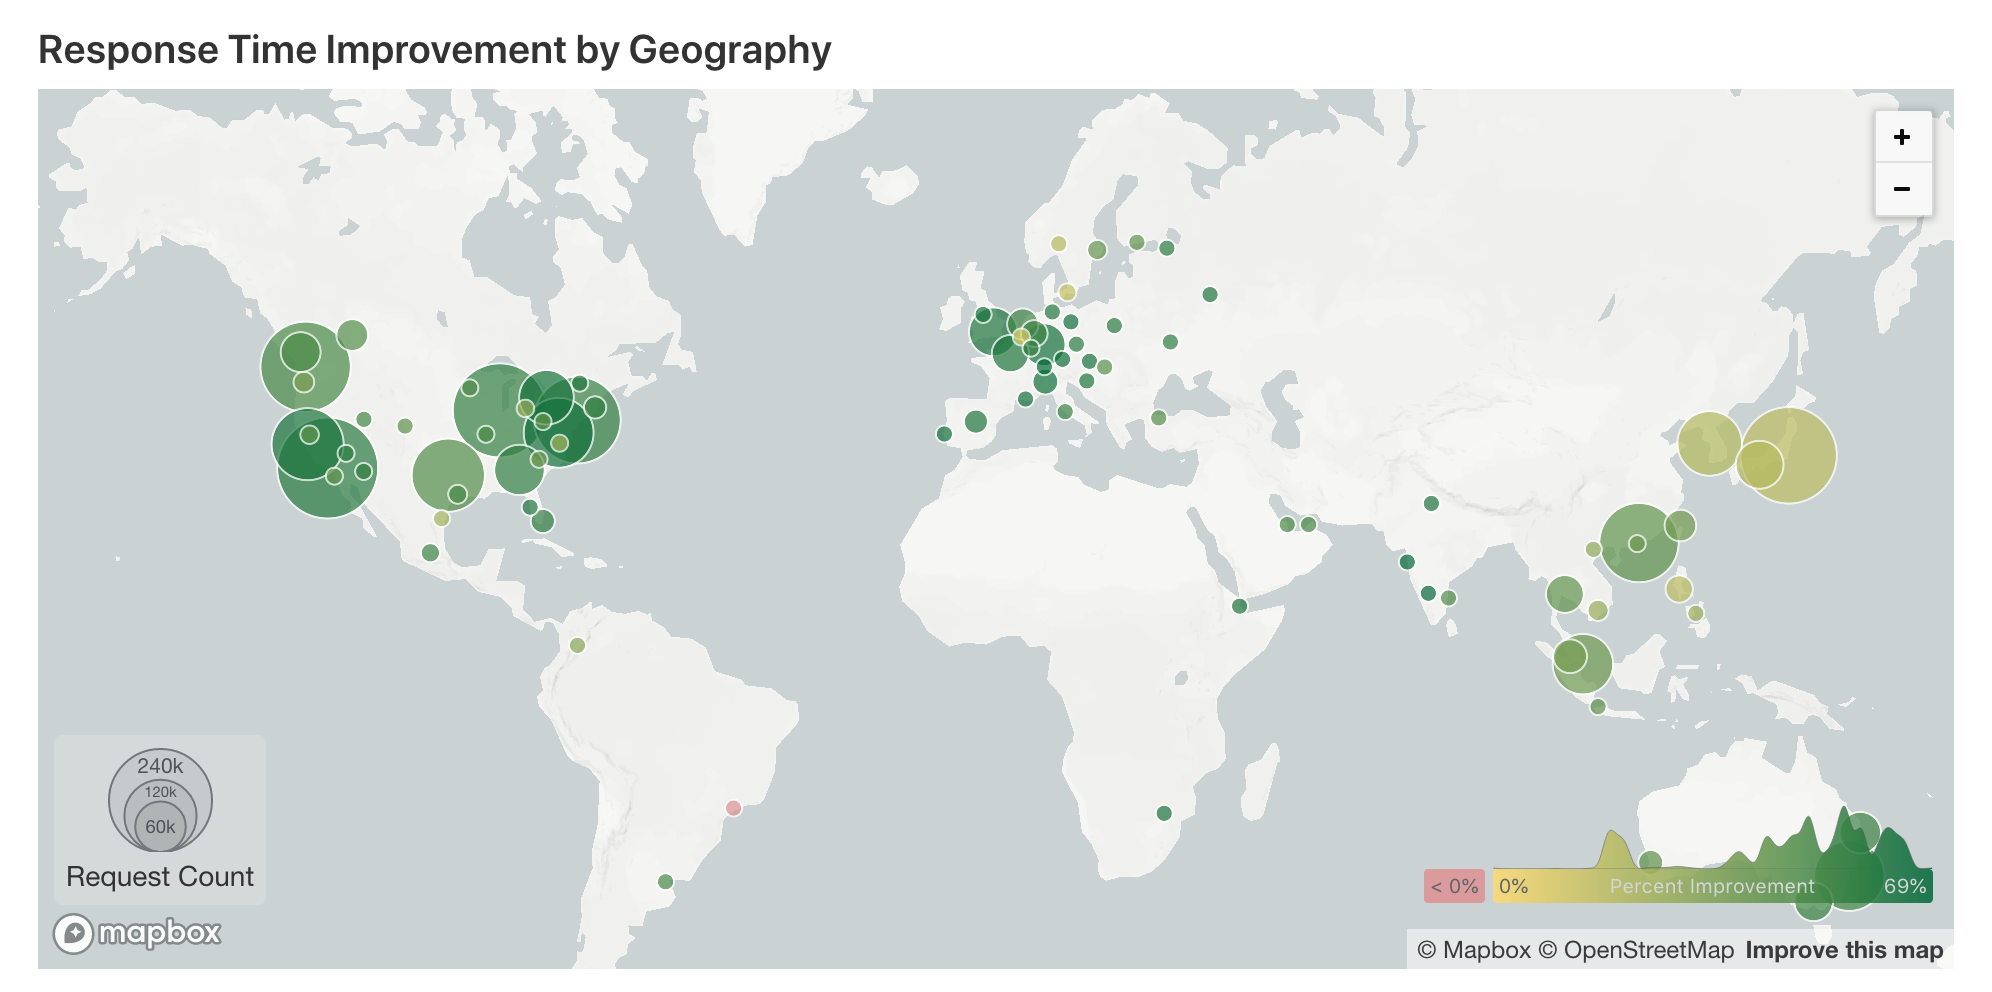 Response Time Improvement by Geography
+
−
240k
120k
60k
Request Count
< 0%
0%
Percent Improvement
69%
mapbox
© Mapbox © OpenStreetMap Improve this map